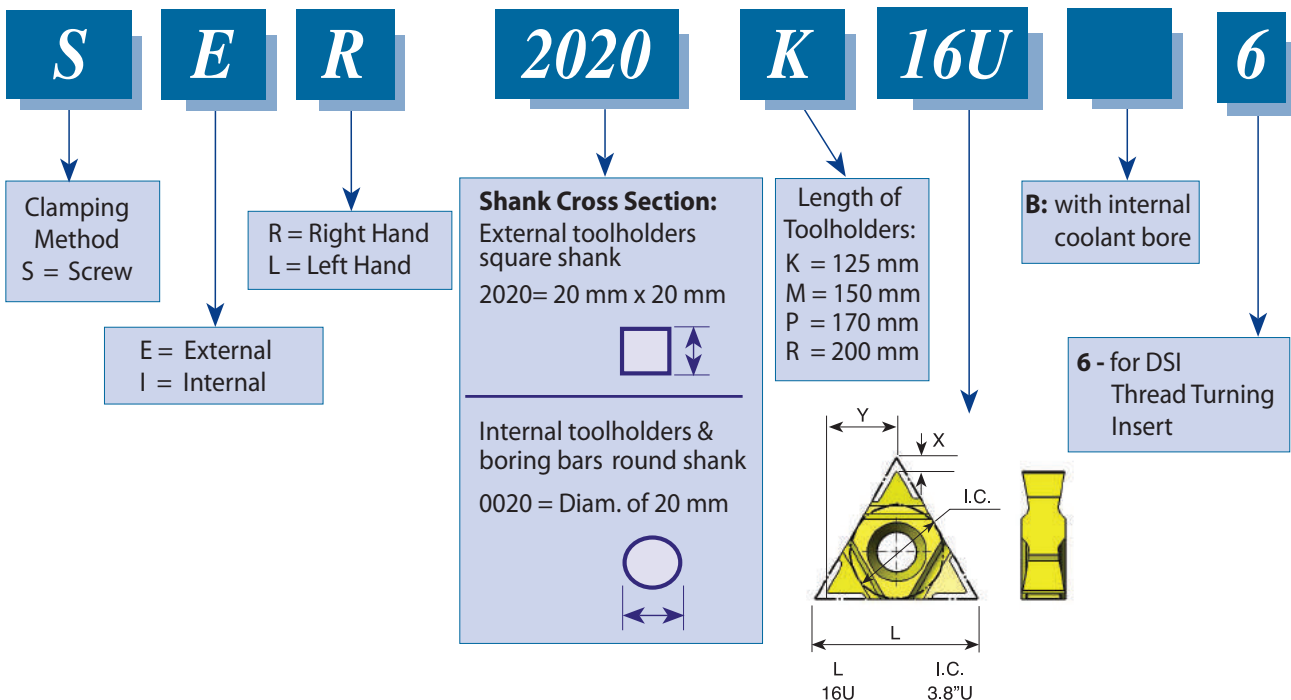 S E R 2020 K 16U 6
Clamping
Method
S = Screw
E = External
I = Internal
R = Right Hand
L = Left Hand
Shank Cross Section:
External toolholders
square shank
2020= 20 mm x 20 mm
Internal toolholders &
boring bars round shank
0020 = Diam. of 20 mm
Length of
Toolholders:
K = 125 mm
M = 150 mm
P = 170 mm
R = 200 mm
Y
X
I.C.
L
L I.C.
16U 3.8”U
B: with internal
coolant bore
6 - for DSI
Thread Turning
Insert